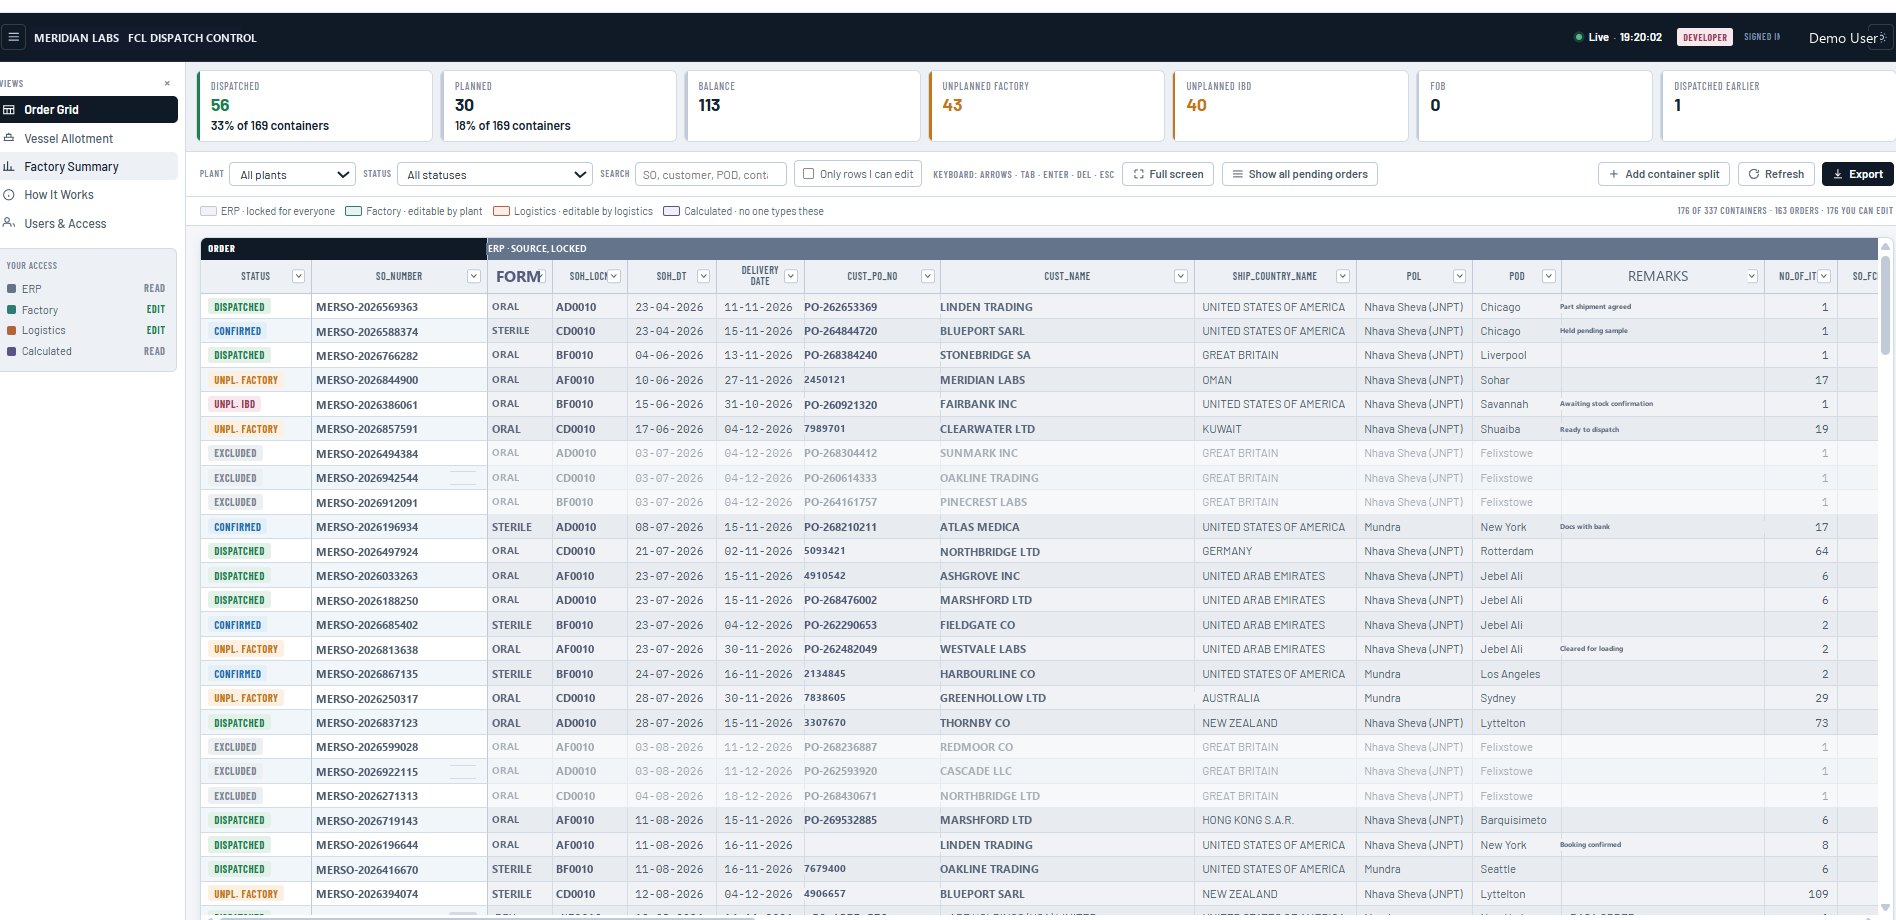 MERIDIAN LABS FCL DISPATCH CONTROL
Live · 19:20:02 DEVELOPER SIGNED IN Demo User
VIEWS ×
Order Grid
Vessel Allotment
Factory Summary
How It Works
Users & Access
YOUR ACCESS
ERP READ
Factory EDIT
Logistics EDIT
Calculated READ
DISPATCHED
56
33% of 169 containers
PLANNED
30
18% of 169 containers
BALANCE
113
UNPLANNED FACTORY
43
UNPLANNED IBD
40
FOB
0
DISPATCHED EARLIER
1
PLANT All plants STATUS All statuses SEARCH SO, customer, POD, conta Only rows I can edit KEYBOARD: ARROWS · TAB · ENTER · DEL · ESC Full screen Show all pending orders Add container split Refresh Export
ERP · locked for everyone Factory · editable by plant Logistics · editable by logistics Calculated · no one types these 176 OF 337 CONTAINERS · 163 ORDERS · 176 YOU CAN EDIT
ORDER ERP · SOURCE, LOCKED
STATUS SO_NUMBER FORM SOH_LOCN SOH_DT DELIVERY DATE CUST_PO_NO CUST_NAME SHIP_COUNTRY_NAME POL POD REMARKS NO_OF_IT SO_FC
DISPATCHED MERSO-2026569363 ORAL AD0010 23-04-2026 11-11-2026 PO-262653369 LINDEN TRADING UNITED STATES OF AMERICA Nhava Sheva (JNPT) Chicago Part shipment agreed 1
CONFIRMED MERSO-2026588374 STERILE CD0010 23-04-2026 15-11-2026 PO-264844720 BLUEPORT SARL UNITED STATES OF AMERICA Nhava Sheva (JNPT) Chicago Held pending sample 1
DISPATCHED MERSO-2026766282 ORAL BF0010 04-06-2026 13-11-2026 PO-268384240 STONEBRIDGE SA GREAT BRITAIN Nhava Sheva (JNPT) Liverpool 1
UNPL. FACTORY MERSO-2026844900 ORAL AF0010 10-06-2026 27-11-2026 2450121 MERIDIAN LABS OMAN Nhava Sheva (JNPT) Sohar 17
UNPL. IBD MERSO-2026386061 ORAL BF0010 15-06-2026 31-10-2026 PO-260921320 FAIRBANK INC UNITED STATES OF AMERICA Nhava Sheva (JNPT) Savannah Awaiting stock confirmation 1
UNPL. FACTORY MERSO-2026857591 ORAL CD0010 17-06-2026 04-12-2026 7989701 CLEARWATER LTD KUWAIT Nhava Sheva (JNPT) Shuaiba Ready to dispatch 19
EXCLUDED MERSO-2026494384 ORAL AD0010 03-07-2026 04-12-2026 PO-268304412 SUNMARK INC GREAT BRITAIN Nhava Sheva (JNPT) Felixstowe 1
EXCLUDED MERSO-2026942544 ORAL CD0010 03-07-2026 04-12-2026 PO-260614333 OAKLINE TRADING GREAT BRITAIN Nhava Sheva (JNPT) Felixstowe 1
EXCLUDED MERSO-2026912091 ORAL BF0010 03-07-2026 04-12-2026 PO-264161757 PINECREST LABS GREAT BRITAIN Nhava Sheva (JNPT) Felixstowe 1
CONFIRMED MERSO-2026196934 STERILE AD0010 08-07-2026 15-11-2026 PO-268210211 ATLAS MEDICA UNITED STATES OF AMERICA Mundra New York Docs with bank 17
DISPATCHED MERSO-2026497924 ORAL CD0010 21-07-2026 02-11-2026 5093421 NORTHBRIDGE LTD GERMANY Nhava Sheva (JNPT) Rotterdam 64
DISPATCHED MERSO-2026033263 ORAL AF0010 23-07-2026 15-11-2026 4910542 ASHGROVE INC UNITED ARAB EMIRATES Nhava Sheva (JNPT) Jebel Ali 6
DISPATCHED MERSO-2026188250 ORAL AD0010 23-07-2026 15-11-2026 PO-268476002 MARSHFORD LTD UNITED ARAB EMIRATES Nhava Sheva (JNPT) Jebel Ali 6
CONFIRMED MERSO-2026685402 STERILE BF0010 23-07-2026 04-12-2026 PO-262290653 FIELDGATE CO UNITED ARAB EMIRATES Nhava Sheva (JNPT) Jebel Ali 2
UNPL. FACTORY MERSO-2026813638 ORAL AF0010 23-07-2026 30-11-2026 PO-262482049 WESTVALE LABS UNITED ARAB EMIRATES Nhava Sheva (JNPT) Jebel Ali Cleared for loading 2
CONFIRMED MERSO-2026867135 STERILE BF0010 24-07-2026 16-11-2026 2134845 HARBOURLINE CO UNITED STATES OF AMERICA Mundra Los Angeles 2
UNPL. FACTORY MERSO-2026250317 ORAL CD0010 28-07-2026 30-11-2026 7838605 GREENHOLLOW LTD AUSTRALIA Mundra Sydney 29
DISPATCHED MERSO-2026837123 ORAL AD0010 28-07-2026 15-11-2026 3307670 THORNBY CO NEW ZEALAND Nhava Sheva (JNPT) Lyttelton 73
EXCLUDED MERSO-2026599028 ORAL AF0010 03-08-2026 11-12-2026 PO-268236887 REDMOOR CO GREAT BRITAIN Nhava Sheva (JNPT) Felixstowe 1
EXCLUDED MERSO-2026922115 ORAL AD0010 03-08-2026 11-12-2026 PO-262593920 CASCADE LLC GREAT BRITAIN Nhava Sheva (JNPT) Felixstowe 1
EXCLUDED MERSO-2026271313 ORAL CD0010 04-08-2026 18-12-2026 PO-268430671 NORTHBRIDGE LTD GREAT BRITAIN Nhava Sheva (JNPT) Felixstowe 1
DISPATCHED MERSO-2026719143 ORAL AF0010 11-08-2026 15-11-2026 PO-269532885 MARSHFORD LTD HONG KONG S.A.R. Nhava Sheva (JNPT) Barquisimeto 6
DISPATCHED MERSO-2026196644 ORAL AF0010 11-08-2026 16-11-2026 LINDEN TRADING UNITED STATES OF AMERICA Nhava Sheva (JNPT) New York Booking confirmed 8
DISPATCHED MERSO-2026416670 STERILE BF0010 11-08-2026 16-11-2026 7679400 OAKLINE TRADING UNITED STATES OF AMERICA Mundra Seattle 6
UNPL. FACTORY MERSO-2026394074 STERILE CD0010 12-08-2026 04-12-2026 4906657 BLUEPORT SARL NEW ZEALAND Nhava Sheva (JNPT) Lyttelton 109